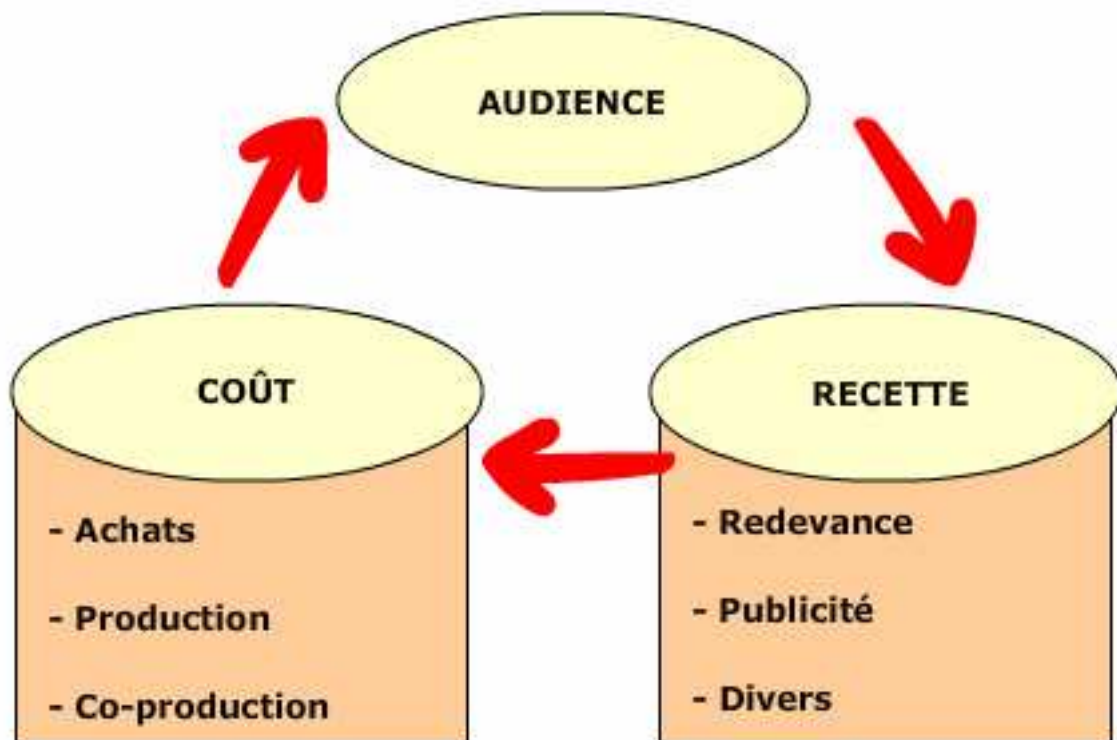 AUDIENCE
COÛT
- Achats
- Production
- Co-production
RECETTE
- Redevance
- Publicité
- Divers